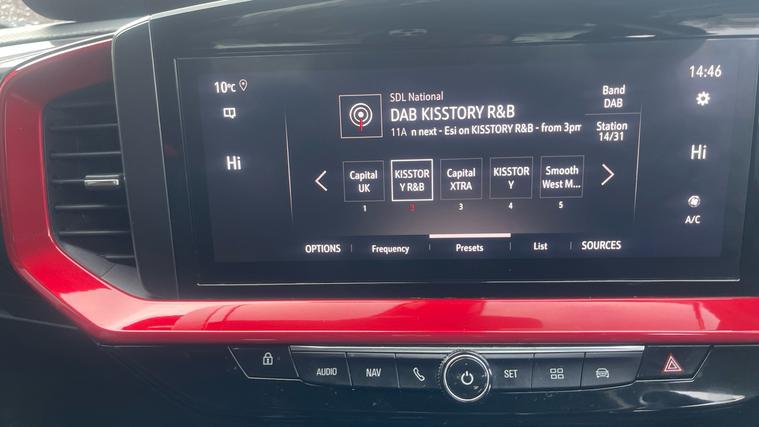 10°C
14:46
SDL National
DAB KISSTORY R&B
11A n next - Esi on KISSTORY R&B - from 3pm
Band
DAB
Station
14/31
Hi
Hi
Capital
UK
KISSTOR
Y R&B
Capital
XTRA
KISSTOR
Y
Smooth
West M...
1
2
3
4
5
A/C
OPTIONS
Frequency
Presets
List
SOURCES
AUDIO
NAV
SET